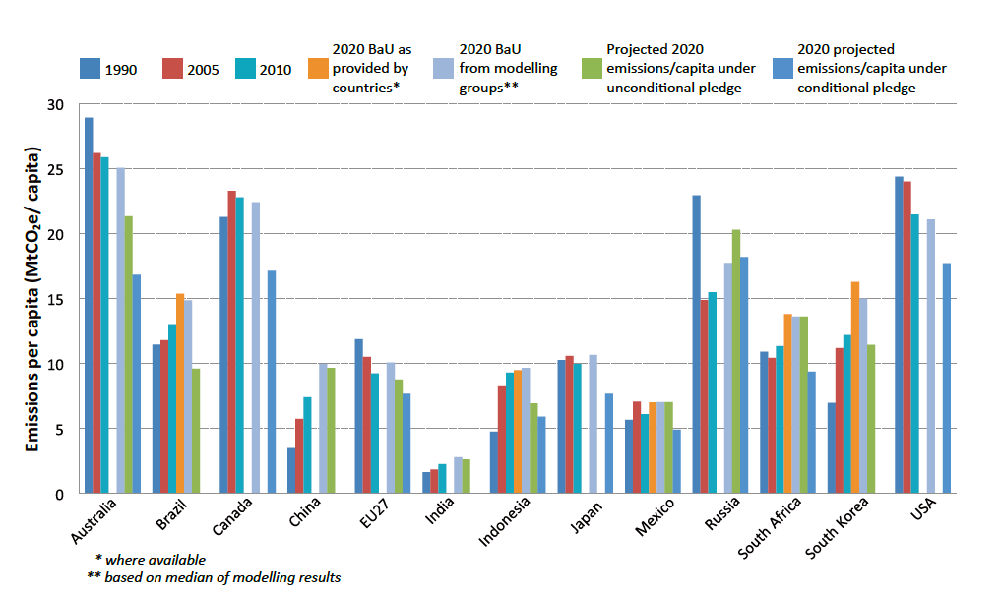 1990
2005
2010
2020 BaU as
provided by
countries*
2020 BaU
from modelling
groups**
Projected 2020
emissions/capita under
unconditional pledge
2020 projected
emissions/capita under
conditional pledge
Emissions per capita (MtCO₂e/ capita)
30
25
20
15
10
5
0
Australia
Brazil
Canada
China
EU27
India
Indonesia
Japan
Mexico
Russia
South Africa
South Korea
USA
* where available
** based on median of modelling results